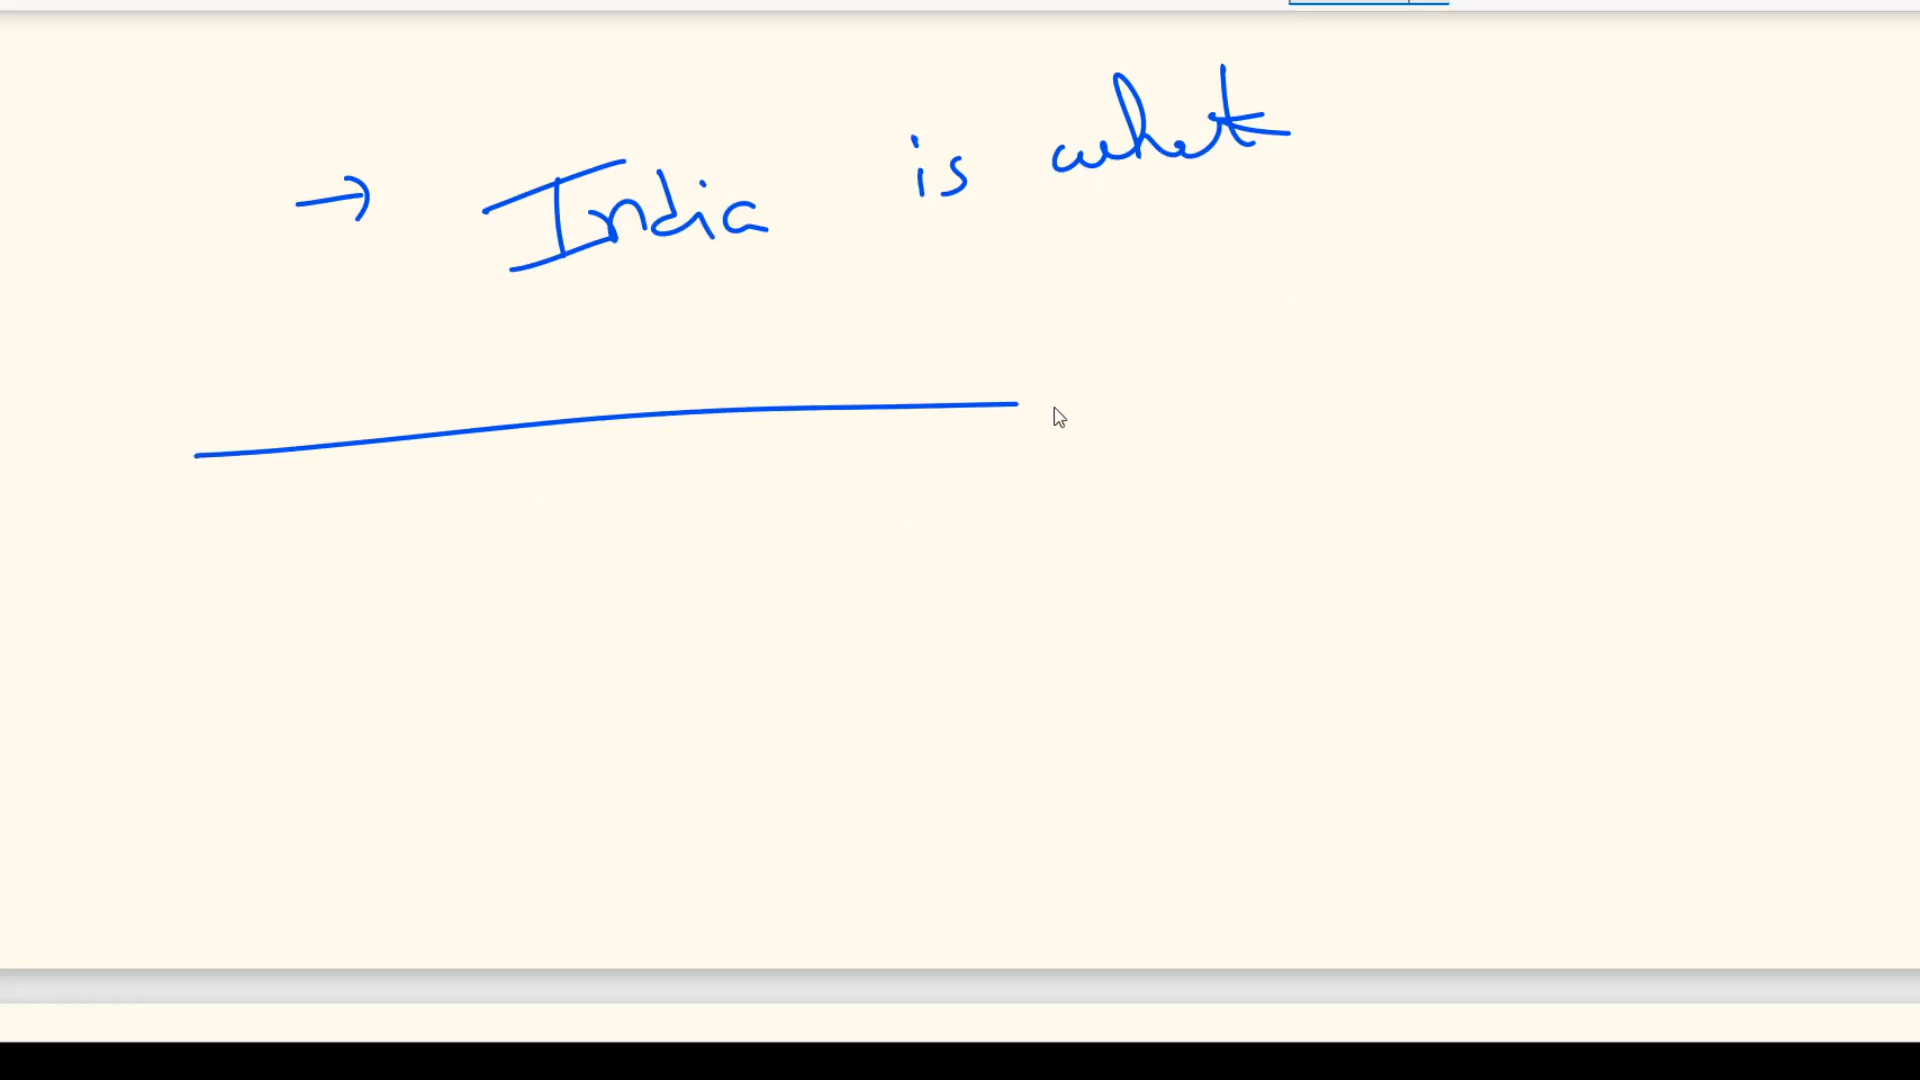 → India is what